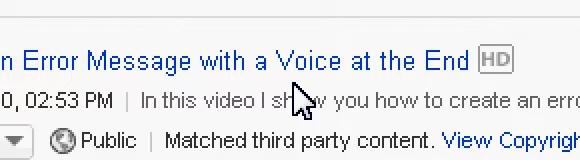 n Error Message with a Voice at the End HD
0, 02:53 PM | In this video I show you how to create an erro
Public | Matched third party content. View Copyrigh